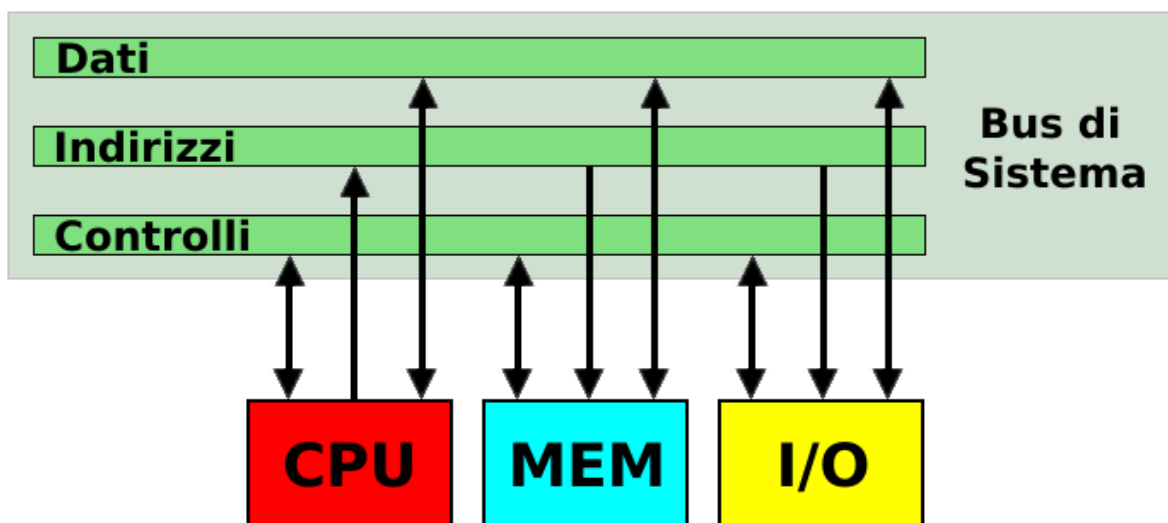 Dati
Indirizzi
Controlli
Bus di
Sistema
CPU
MEM
I/O